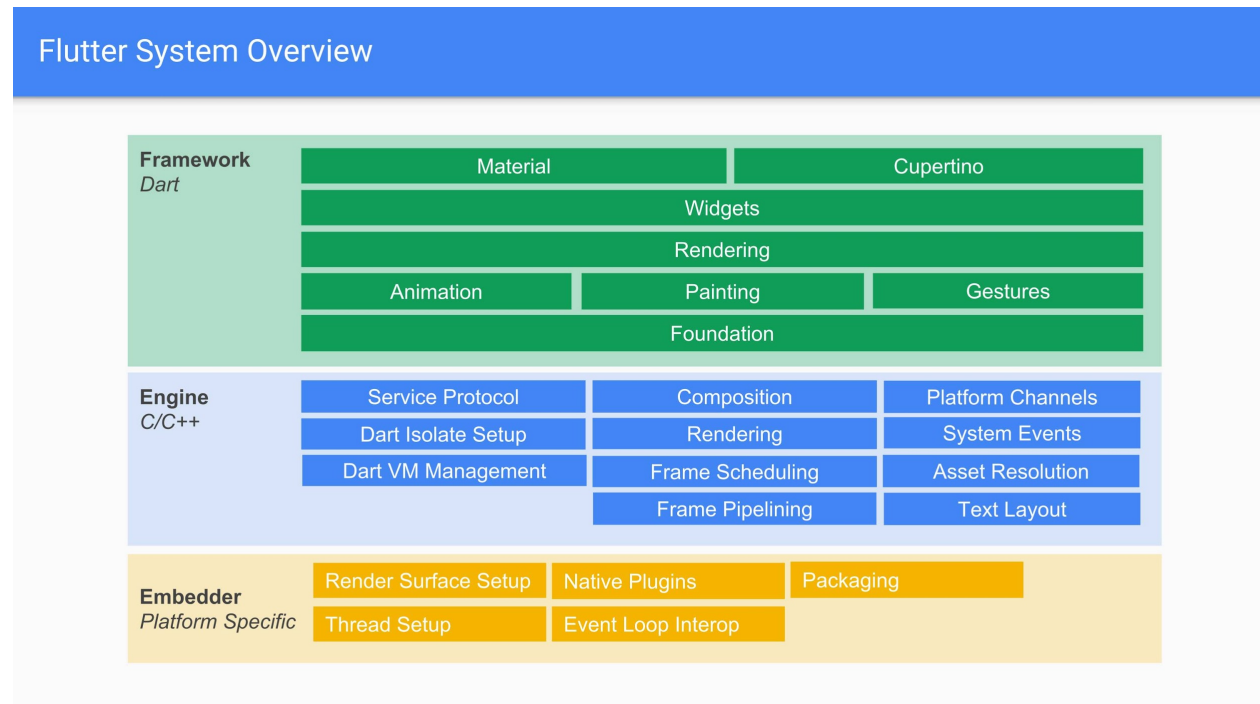 Flutter System Overview
Framework
Dart
Material
Cupertino
Widgets
Rendering
Animation
Painting
Gestures
Foundation
Engine
C/C++
Service Protocol
Composition
Platform Channels
Dart Isolate Setup
Rendering
System Events
Dart VM Management
Frame Scheduling
Asset Resolution
Frame Pipelining
Text Layout
Embedder
Platform Specific
Render Surface Setup
Native Plugins
Packaging
Thread Setup
Event Loop Interop